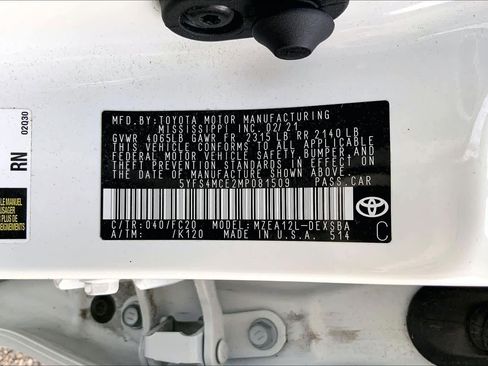 MFD.BY:TOYOTA MOTOR MANUFACTURING
MISSISSIPPI INC. 02/21
GVWR 4065LB GAWR FR 2315LB RR 2140LB
THIS VEHICLE CONFORMS TO ALL APPLICABLE
FEDERAL MOTOR VEHICLE SAFETY,BUMPER,AND
THEFT PREVENTION STANDARDS IN EFFECT ON
THE DATE OF MANUFACTURE SHOWN ABOVE.
5YFS4MCE2MP081509 PASS.CAR
C/TR:040/FC20 MODEL:MZEA12L-DEXSBA
A/TM: /K120 MADE IN U.S.A. 514
C
02Q30
RN